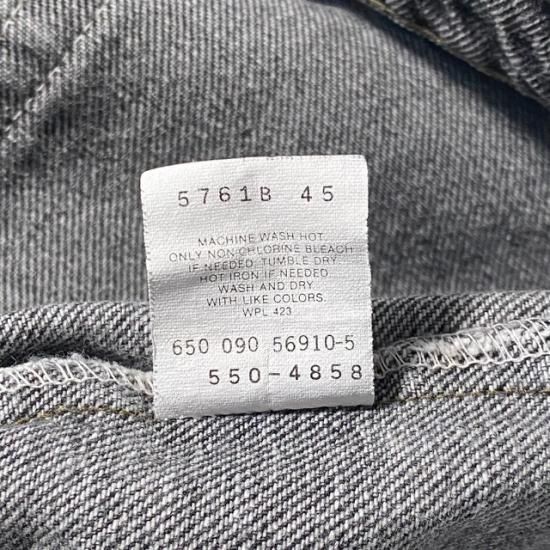 5761B 45
MACHINE WASH HOT
ONLY NON-CHLORINE BLEACH
IF NEEDED. TUMBLE DRY
HOT IRON IF NEEDED
WASH AND DRY
WITH LIKE COLORS.
WPL 423
650 090 56910-5
550-4858